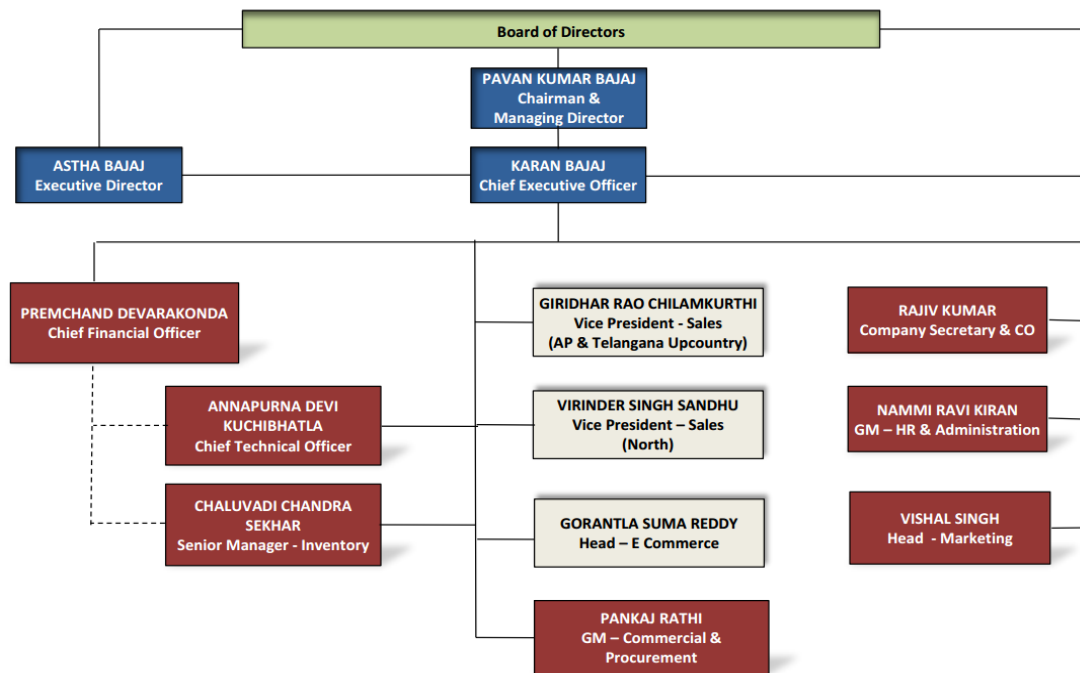 Board of Directors
PAVAN KUMAR BAJAJ
Chairman &
Managing Director
ASTHA BAJAJ
Executive Director
KARAN BAJAJ
Chief Executive Officer
PREMCHAND DEVARAKONDA
Chief Financial Officer
GIRIDHAR RAO CHILAMKURTHI
Vice President - Sales
(AP & Telangana Upcountry)
RAJIV KUMAR
Company Secretary & CO
ANNAPURNA DEVI
KUCHIBHATLA
Chief Technical Officer
VIRINDER SINGH SANDHU
Vice President – Sales
(North)
NAMMI RAVI KIRAN
GM – HR & Administration
CHALUVADI CHANDRA
SEKHAR
Senior Manager - Inventory
GORANTLA SUMA REDDY
Head – E Commerce
VISHAL SINGH
Head  - Marketing
PANKAJ RATHI
GM – Commercial &
Procurement